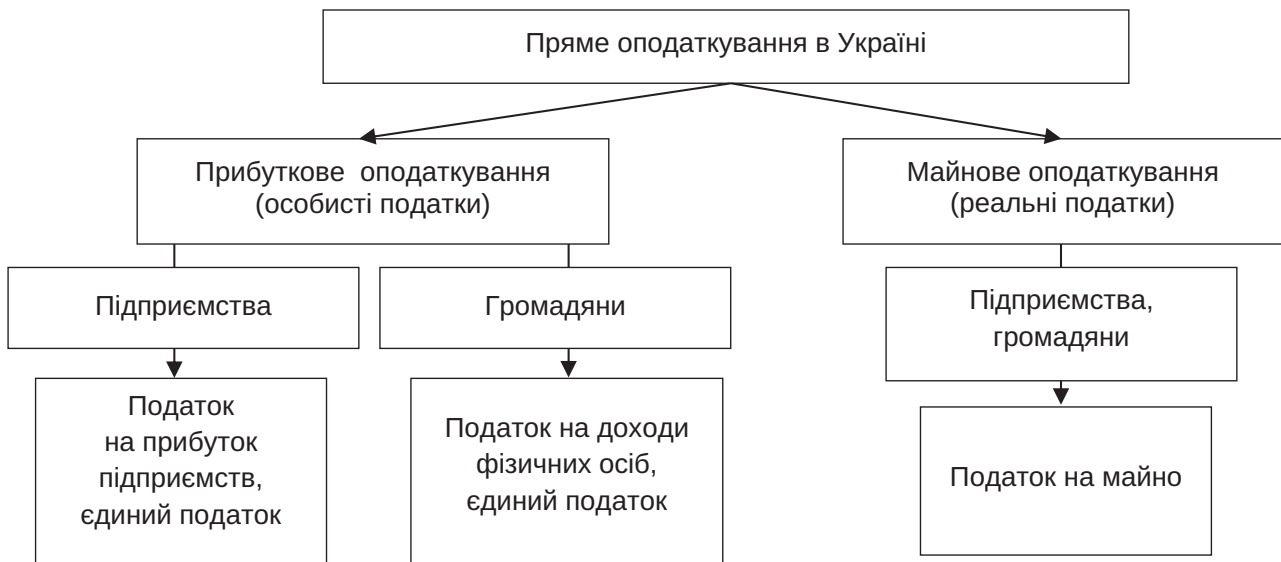 Пряме оподаткування в Україні
Прибуткове оподаткування
(особисті податки)
Майнове оподаткування
(реальні податки)
Підприємства
Громадяни
Підприємства,
громадяни
Податок
на прибуток
підприємств,
єдиний податок
Податок на доходи
фізичних осіб,
єдиний податок
Податок на майно